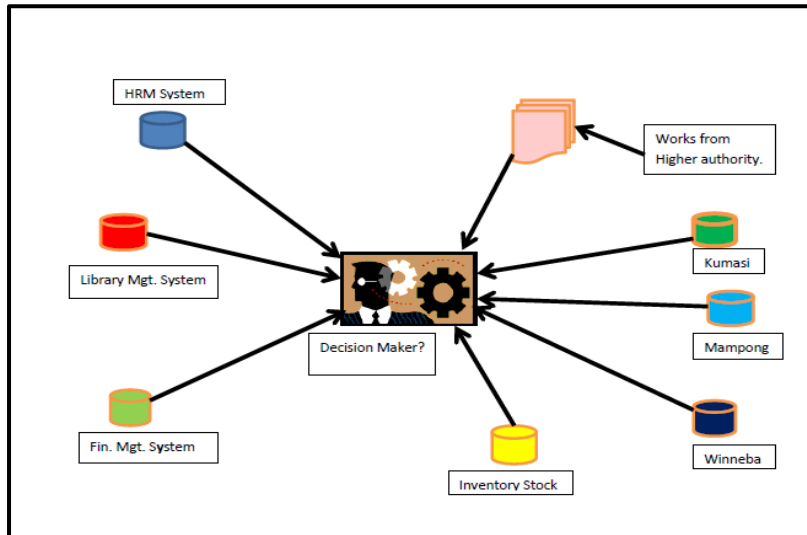 HRM System
Works from
Higher authority.
Library Mgt. System
Kumasi
Decision Maker?
Mampong
Fin. Mgt. System
Inventory Stock
Winneba